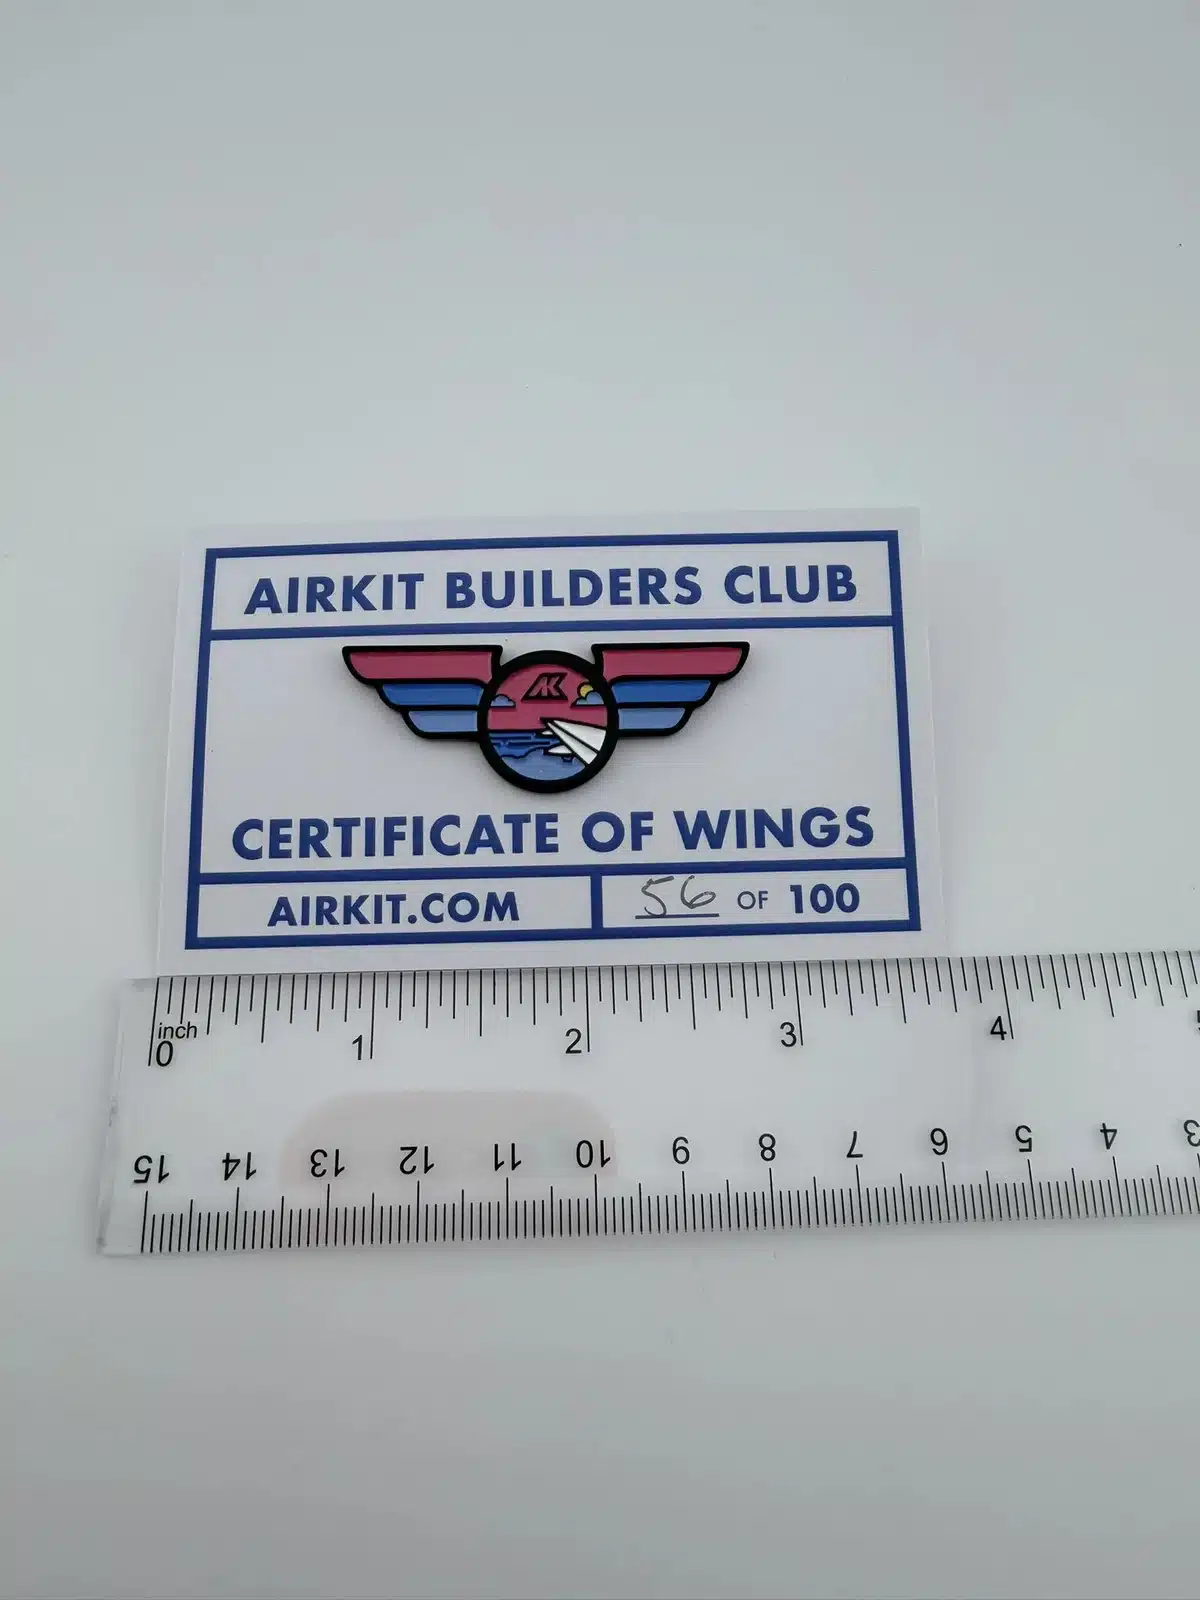 AIRKIT BUILDERS CLUB
AK
CERTIFICATE OF WINGS
AIRKIT.COM
56 OF 100
inch
0 1 2 3 4
15 14 13 12 11 10 9 8 7 6 5 4 3